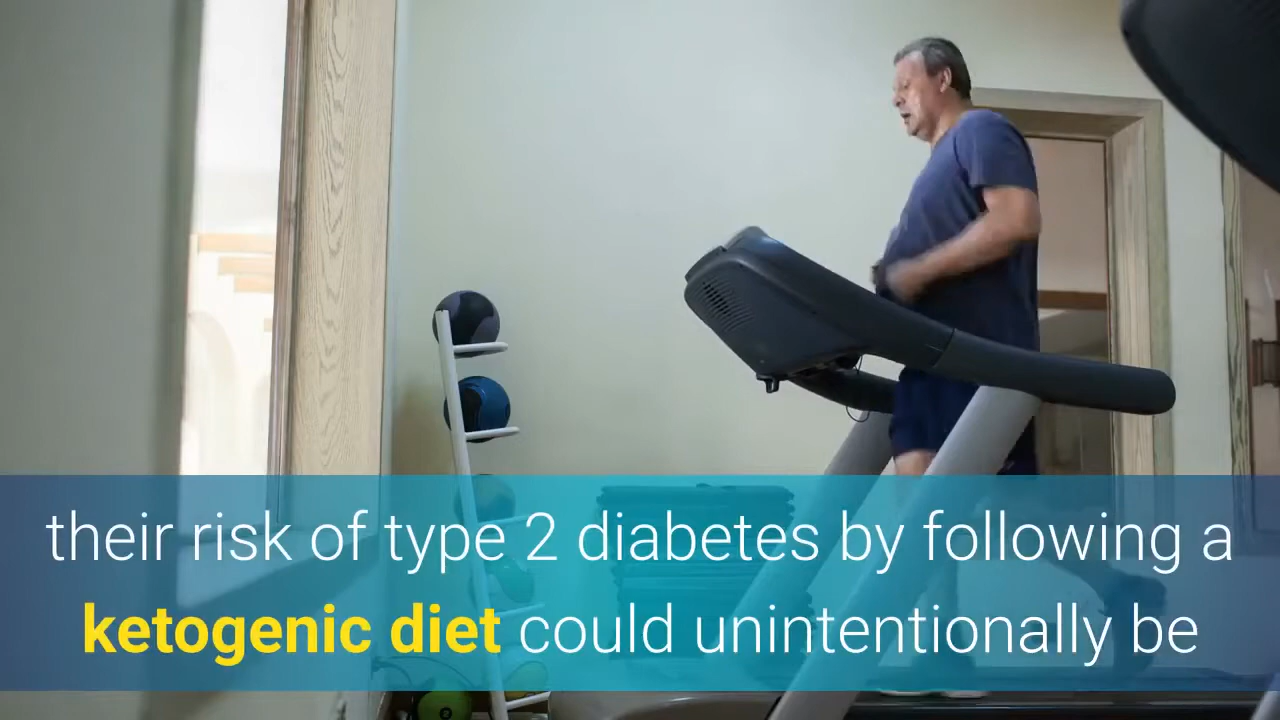 their risk of type 2 diabetes by following a
ketogenic diet could unintentionally be